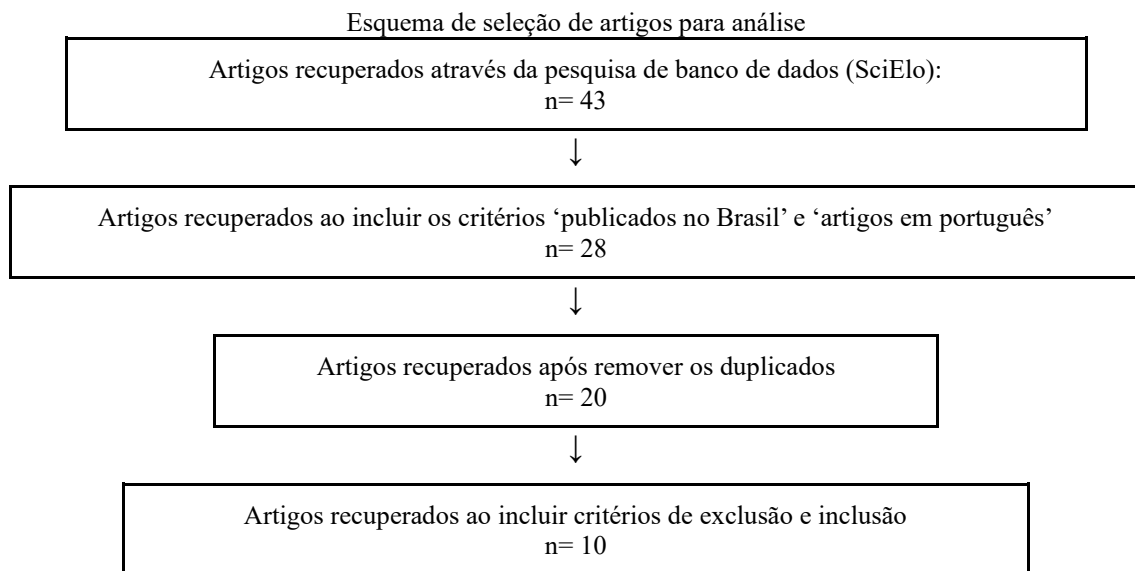 Esquema de seleção de artigos para análise
Artigos recuperados através da pesquisa de banco de dados (SciElo):
n= 43
↓
Artigos recuperados ao incluir os critérios ‘publicados no Brasil’ e ‘artigos em português’
n= 28
↓
Artigos recuperados após remover os duplicados
n= 20
↓
Artigos recuperados ao incluir critérios de exclusão e inclusão
n= 10